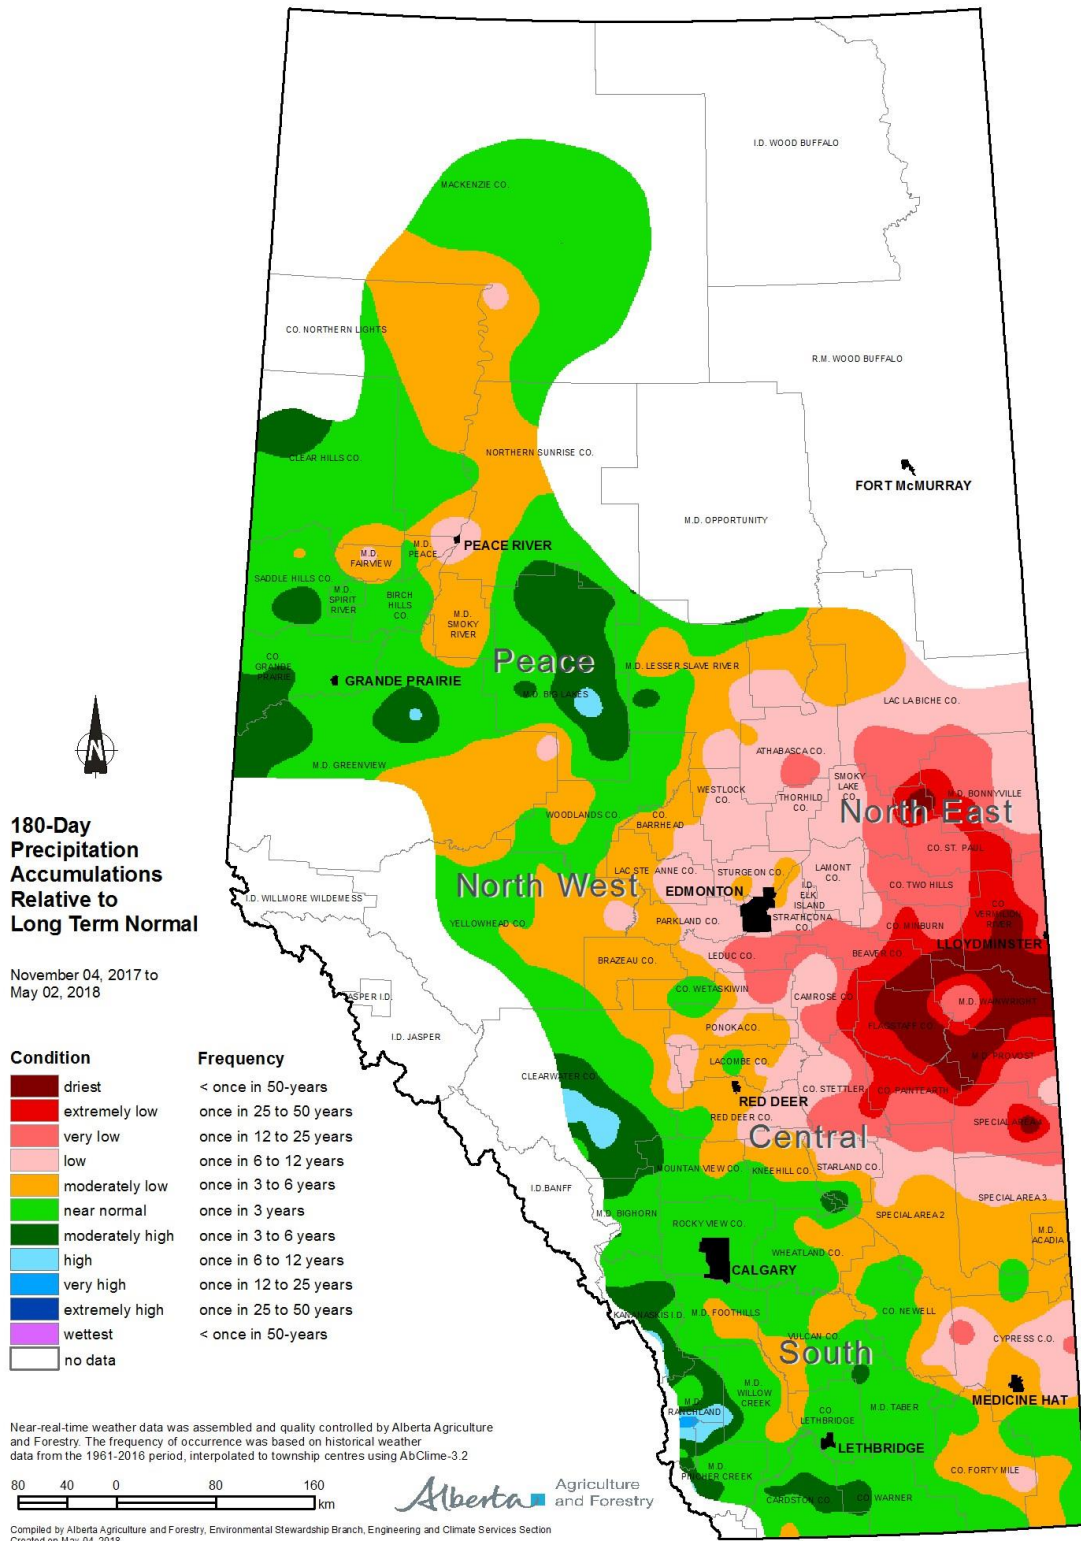 I.D. WOOD BUFFALO
MACKENZIE CO.
CO. NORTHERN LIGHTS
R.M. WOOD BUFFALO
CLEAR HILLS CO.
NORTHERN SUNRISE CO.
FORT McMURRAY
M.D. OPPORTUNITY
M.D.
FAIRVIEW
M.D.
PEACE
PEACE RIVER
SADDLE HILLS CO.
M.D.
SPIRIT
RIVER
BIRCH
HILLS
CO.
M.D.
SMOKY
RIVER
CO.
GRANDE
PRAIRIE
GRANDE PRAIRIE
Peace
M.D. LESSER SLAVE RIVER
M.D. BIG LAKES
LAC LA BICHE CO.
N
M.D. GREENVIEW
ATHABASCA CO.
WESTLOCK
CO.
THORHILD
CO.
SMOKY
LAKE
CO.
M.D. BONNYVILLE
North East
WOODLANDS CO.
CO.
BARRHEAD
CO. ST. PAUL
180-Day
Precipitation
Accumulations
Relative to
Long Term Normal
November 04, 2017 to
May 02, 2018
I.D. WILLMORE WILDEMESS
North West
LAC STE ANNE CO.
STURGEON CO.
LAMONT
CO.
EDMONTON
I.D.
ELK
ISLAND
STRATHCONA
CO.
CO. TWO HILLS
CO
VERMILION
RIVER
YELLOWHEAD CO.
PARKLAND CO.
CO. MINBURN
LLOYDMINSTER
BRAZEAU CO.
LEDUC CO.
BEAVER CO.
JASPER I.D.
CO. WETASKIWIN
CAMROSE CO
M.D. WAINWRIGHT
I.D. JASPER
PONOKA CO.
FLAGSTAFF CO.
M.D. PROVOST
CLEARWATER CO.
LACOMBE CO.
CO. STETTLER
CO. PAINTEARTH
RED DEER
RED DEER CO.
SPECIAL AREA 4
Central
MOUNTAN VIEW CO.
KNEEHILL CO.
STARLAND CO.
I.D.BANFF
SPECIAL AREA 3
M.D. BIGHORN
ROCKY VIEW CO.
SPECIAL AREA 2
M.D.
ACADIA
WHEATLAND CO.
CALGARY
KANANASKIS I.D.
M.D. FOOTHILLS
CO. NEWELL
VULCAN CO.
CYPRESS C.O.
South
M.D.
WILLOW
CREEK
MEDICINE HAT
M.D.
RANCHLAND
CO.
LETHBRIDGE
M.D. TABER
LETHBRIDGE
M.D.
PINCHER CREEK
CO. FORTY MILE
CARDSTON CO.
CO. WARNER
Condition Frequency
driest < once in 50-years
extremely low once in 25 to 50 years
very low once in 12 to 25 years
low once in 6 to 12 years
moderately low once in 3 to 6 years
near normal once in 3 years
moderately high once in 3 to 6 years
high once in 6 to 12 years
very high once in 12 to 25 years
extremely high once in 25 to 50 years
wettest < once in 50-years
no data
Near-real-time weather data was assembled and quality controlled by Alberta Agriculture
and Forestry. The frequency of occurrence was based on historical weather
data from the 1961-2016 period, interpolated to township centres using AbClime-3.2
80 40 0 80 160
km
Alberta Agriculture
and Forestry
Compiled by Alberta Agriculture and Forestry, Environmental Stewardship Branch, Engineering and Climate Services Section
Created on May 04, 2018